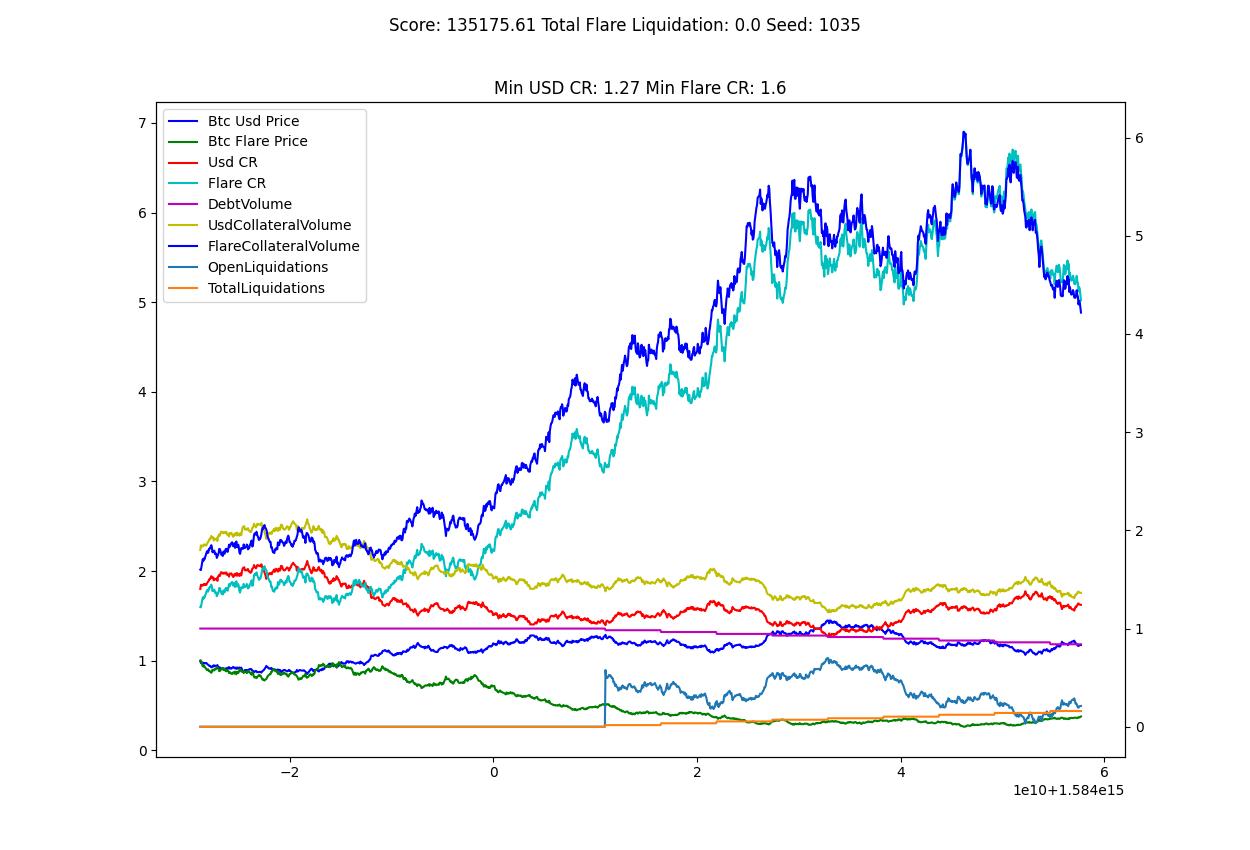 Score: 135175.61 Total Flare Liquidation: 0.0 Seed: 1035
Min USD CR: 1.27 Min Flare CR: 1.6
Btc Usd Price
Btc Flare Price
Usd CR
Flare CR
DebtVolume
UsdCollateralVolume
FlareCollateralVolume
OpenLiquidations
TotalLiquidations
7
6
5
4
3
2
1
0
6
5
4
3
2
1
0
−2
0
2
4
6
1e10+1.584e15